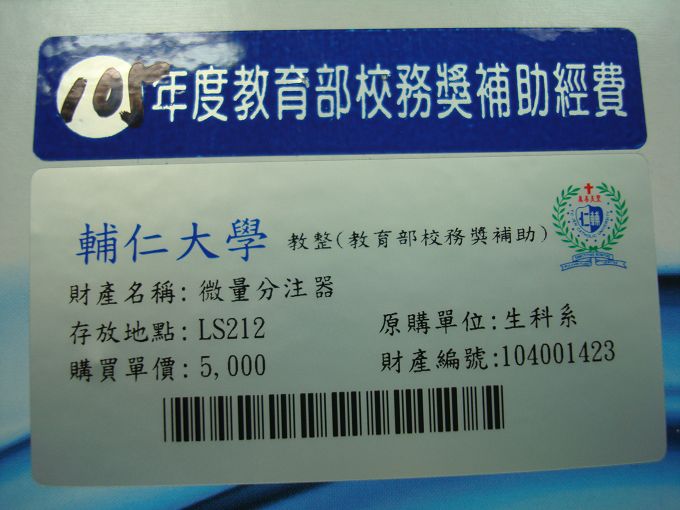 105年度教育部校務獎補助經費
輔仁大學 教整(教育部校務獎補助)
財產名稱: 微量分注器
存放地點: LS212 原購單位:生科系
購買單價: 5,000 財產編號:104001423